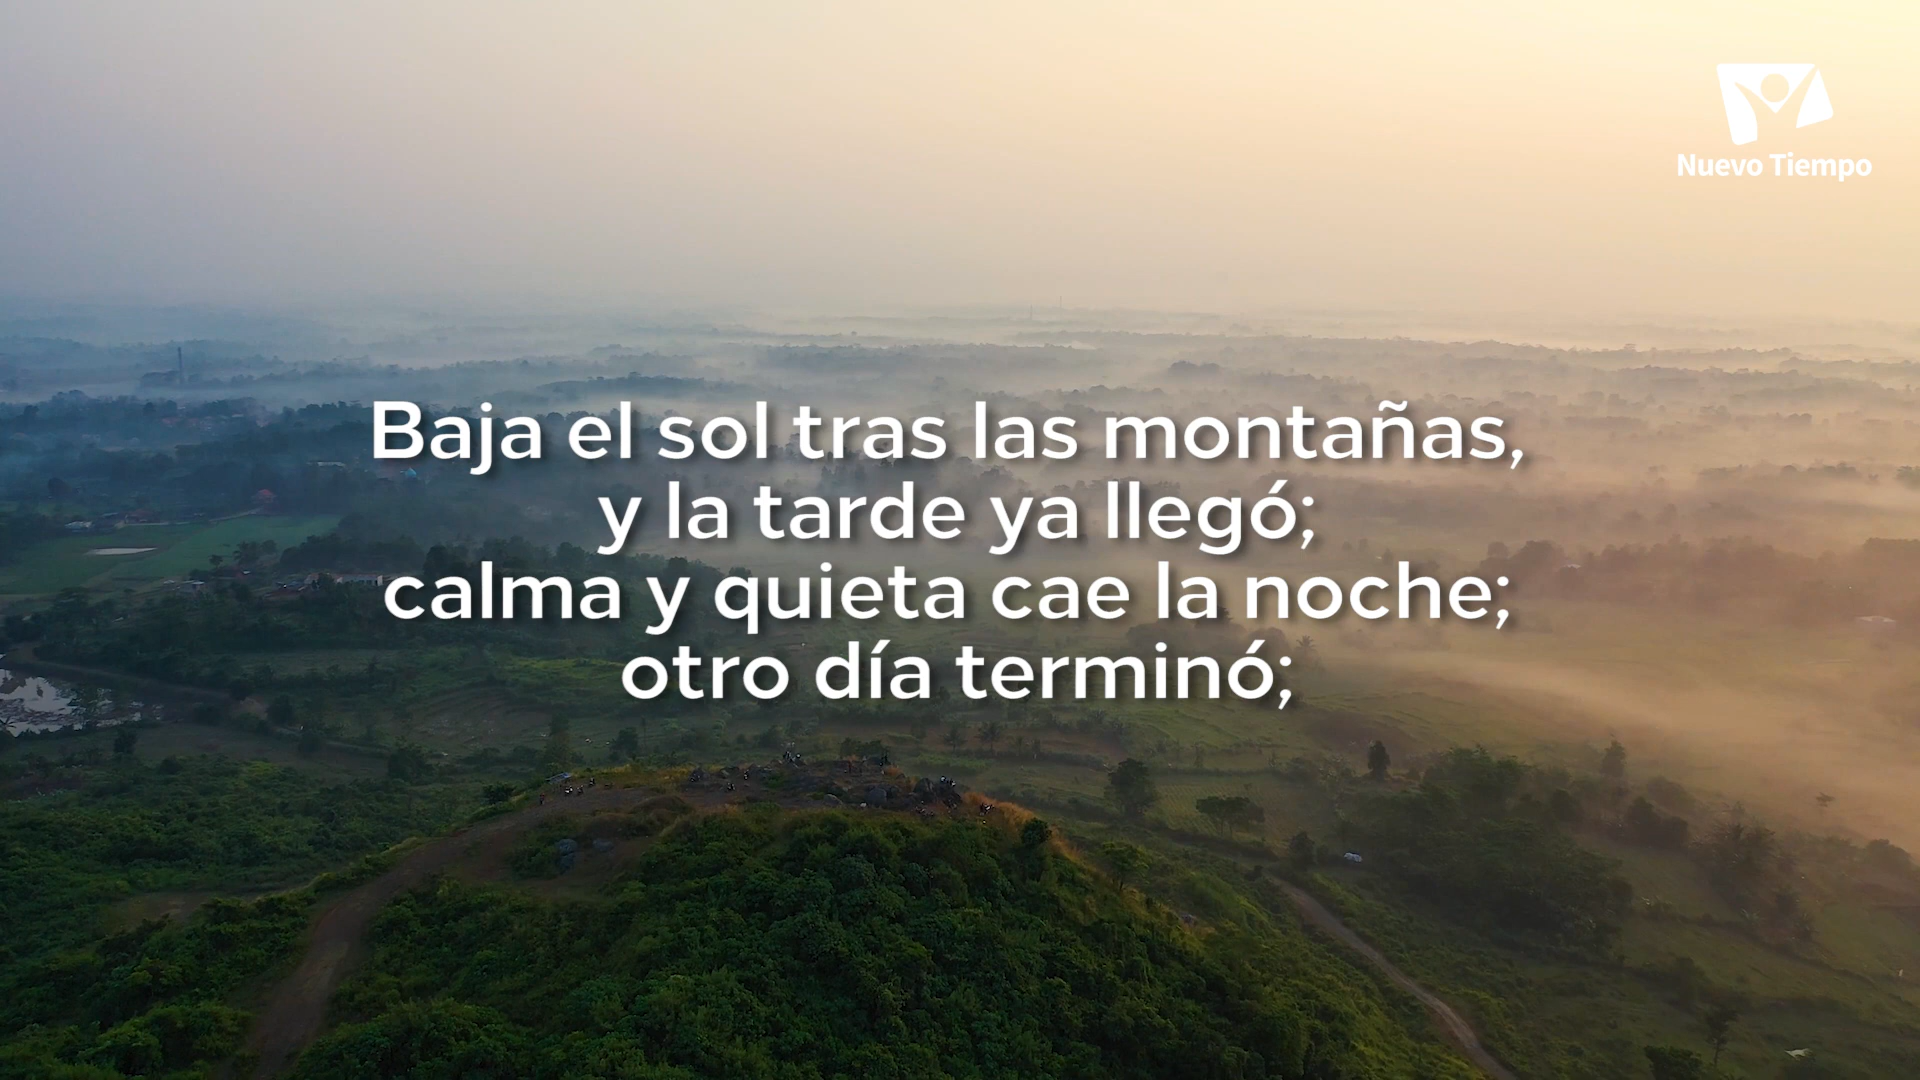 Nuevo Tiempo
Baja el sol tras las montañas,
y la tarde ya llegó;
calma y quieta cae la noche;
otro día terminó;